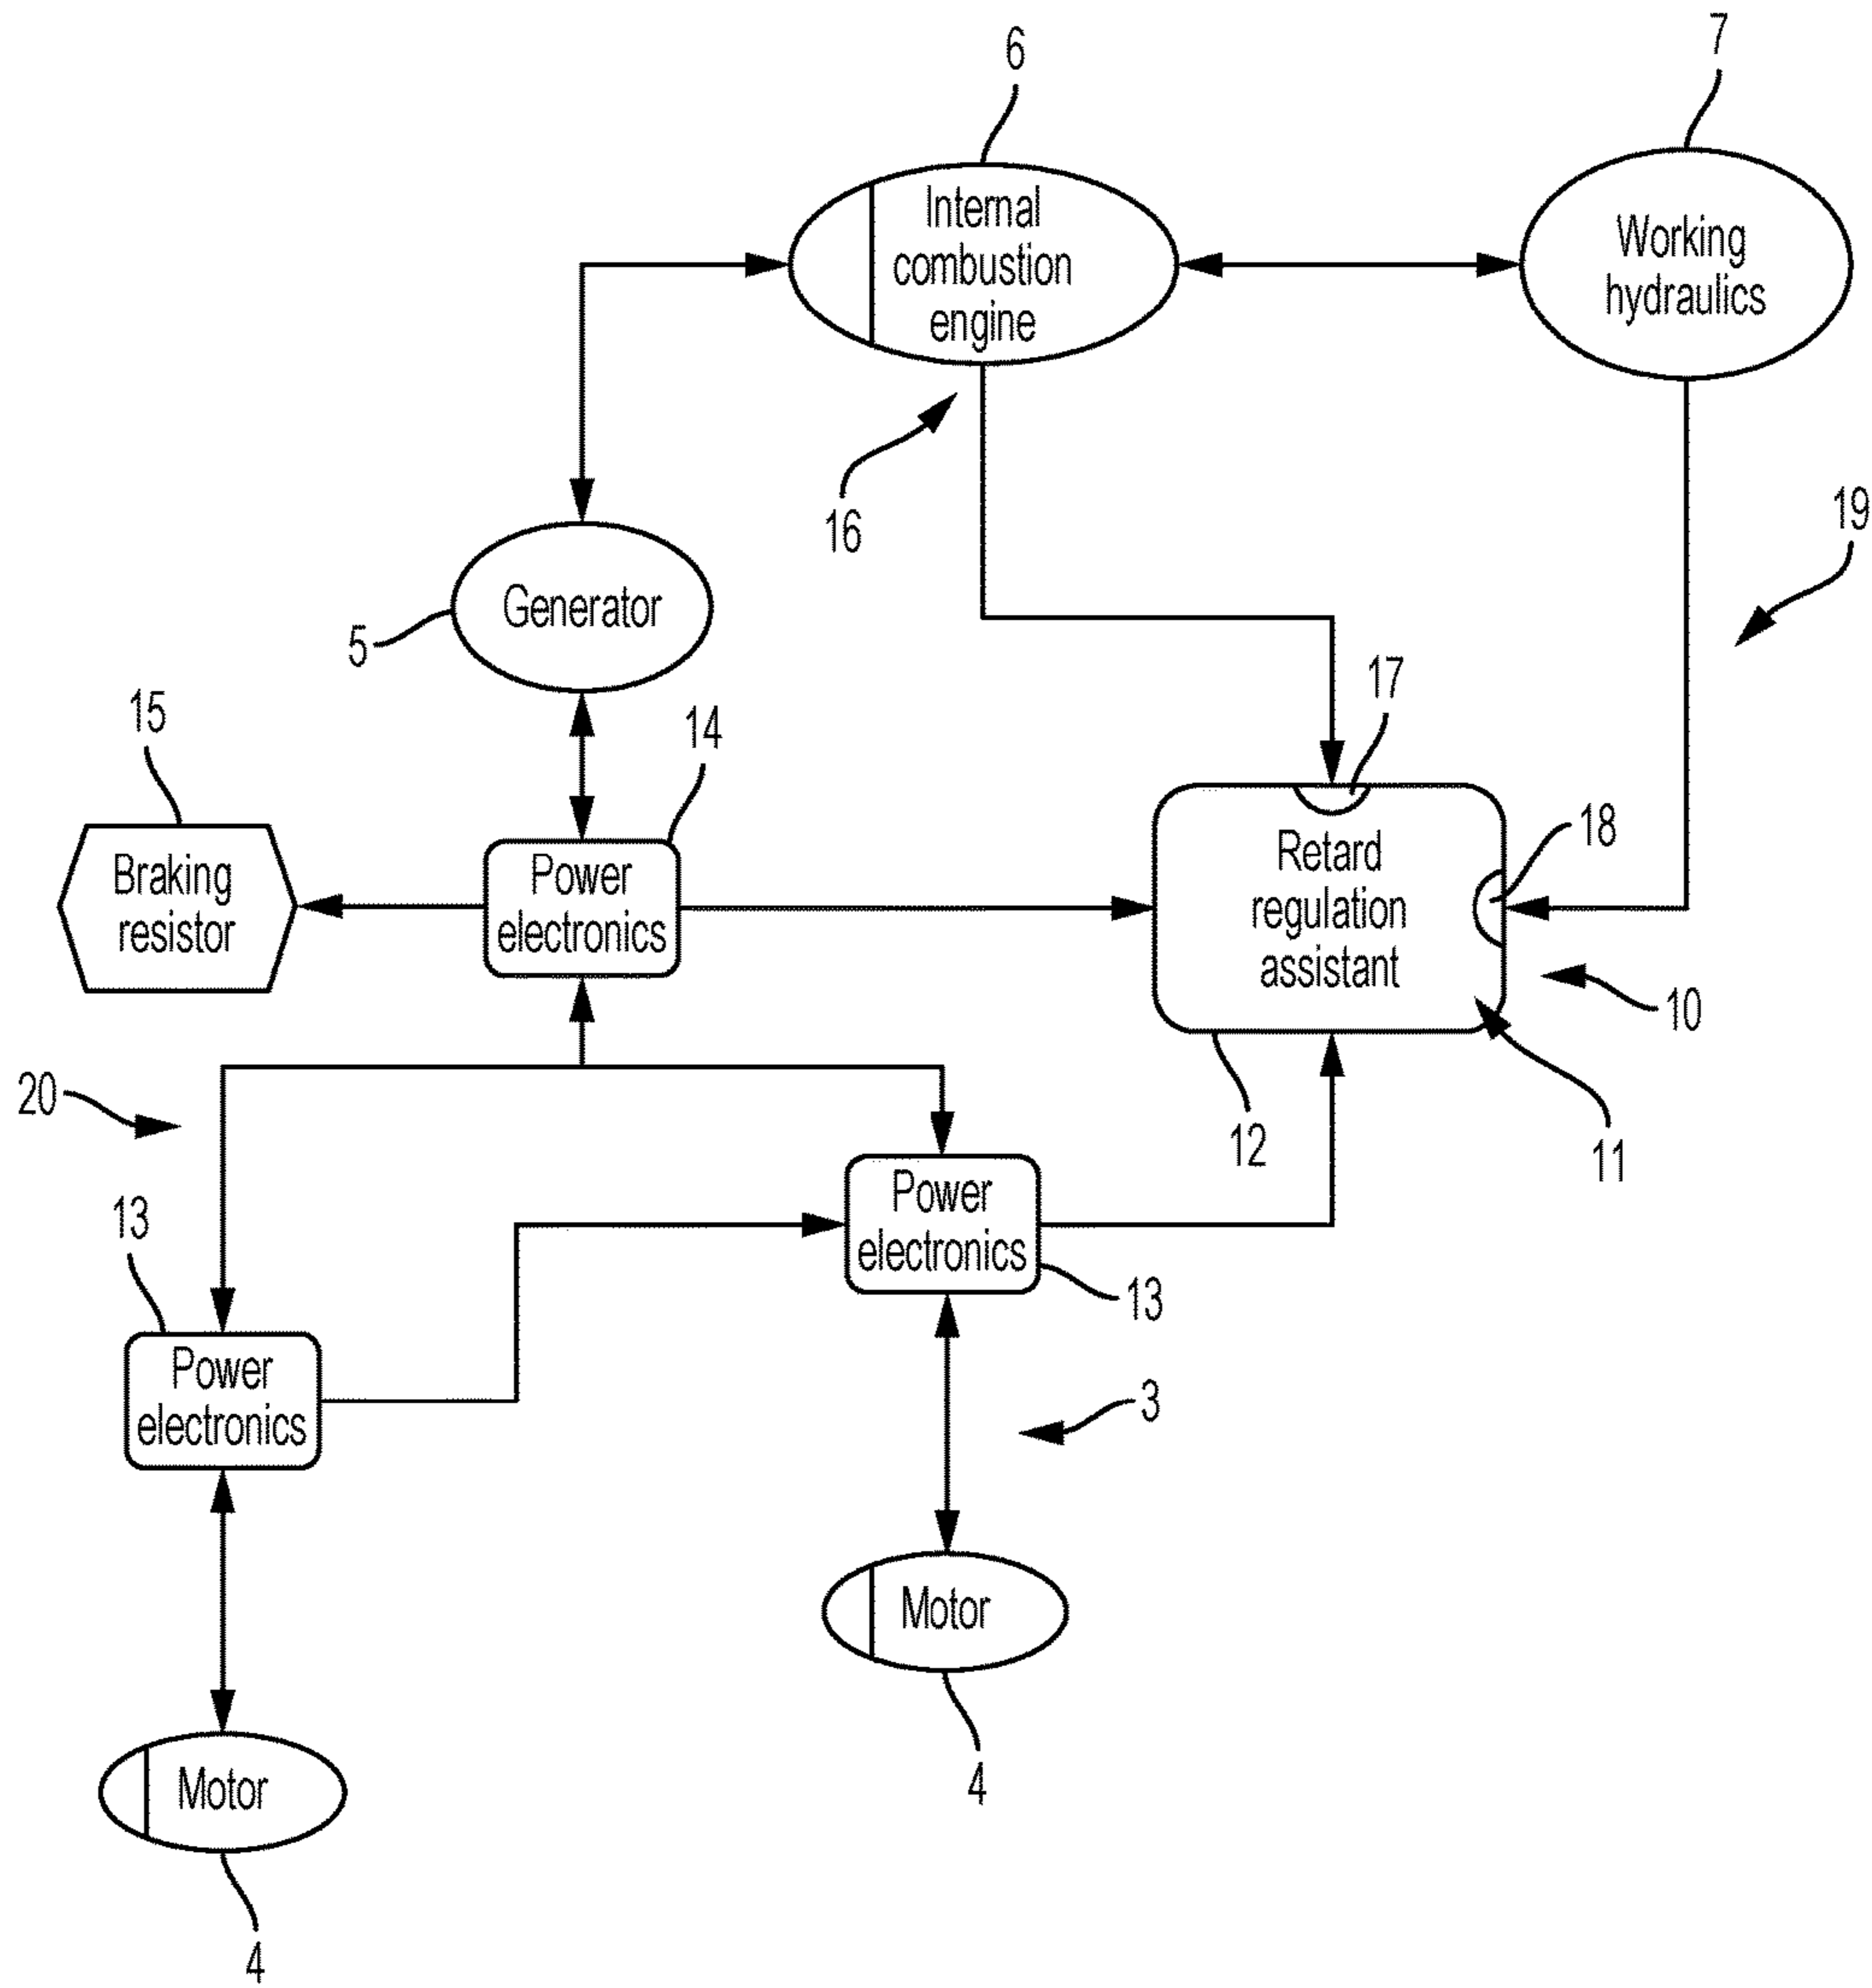 6
7
Internal
combustion
engine
Working
hydraulics
16
19
Generator
5
17
15
14
18
Braking
resistor
Power
electronics
Retard
regulation
assistant
10
20
12
11
Power
electronics
13
13
Power
electronics
3
Motor
4
Motor
4